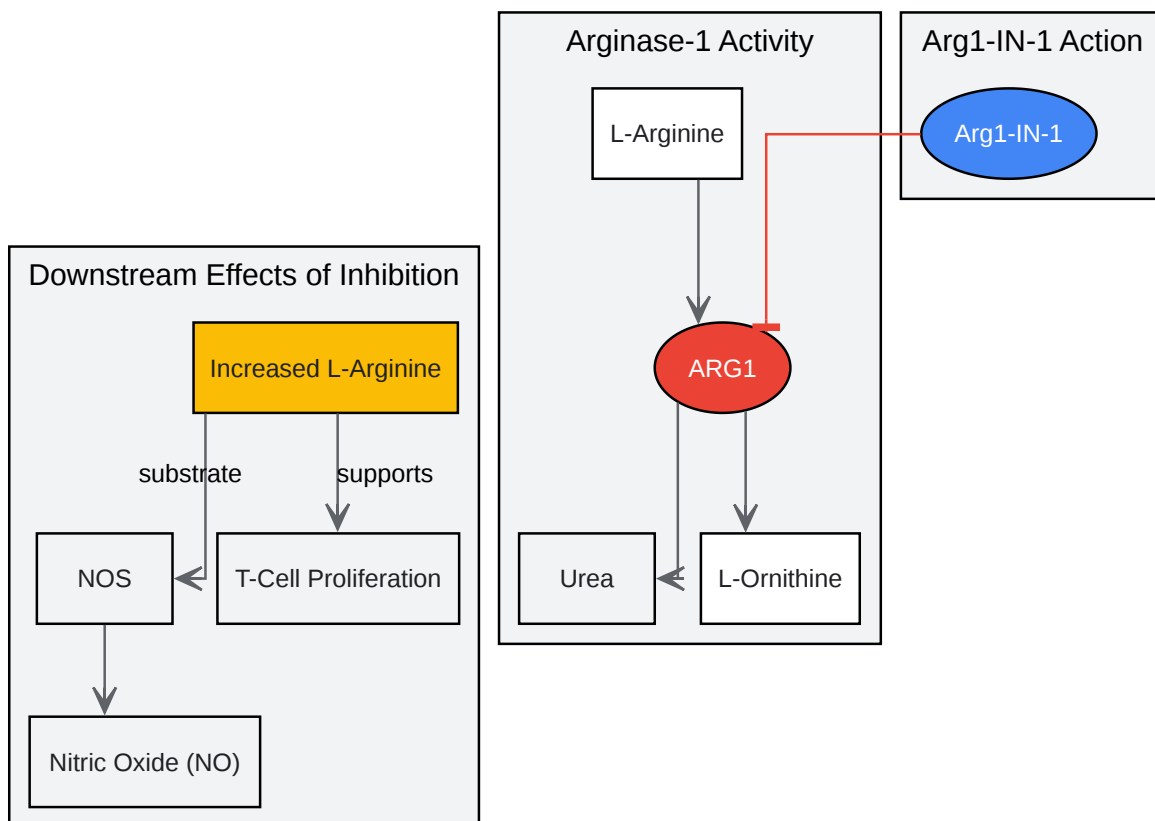 Arginase-1 Activity
Arg1-IN-1 Action
L-Arginine
Arg1-IN-1
Downstream Effects of Inhibition
Increased L-Arginine
ARG1
substrate
supports
NOS
T-Cell Proliferation
Urea
L-Ornithine
Nitric Oxide (NO)